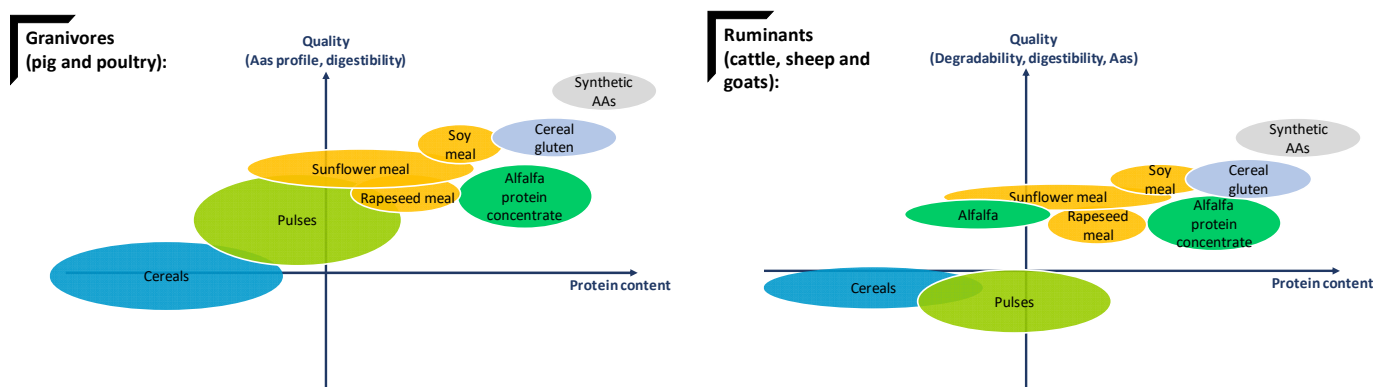 Granivores
(pig and poultry):
Quality
(Aas profile, digestibility)
Synthetic
AAs
Soy
meal
Cereal
gluten
Sunflower meal
Alfalfa
protein
concentrate
Rapeseed meal
Pulses
Cereals
Protein content
Ruminants
(cattle, sheep and
goats):
Quality
(Degradability, digestibility, Aas)
Synthetic
AAs
Soy
meal
Cereal
gluten
Sunflower meal
Alfalfa
Rapeseed
meal
Alfalfa
protein
concentrate
Cereals
Pulses
Protein content